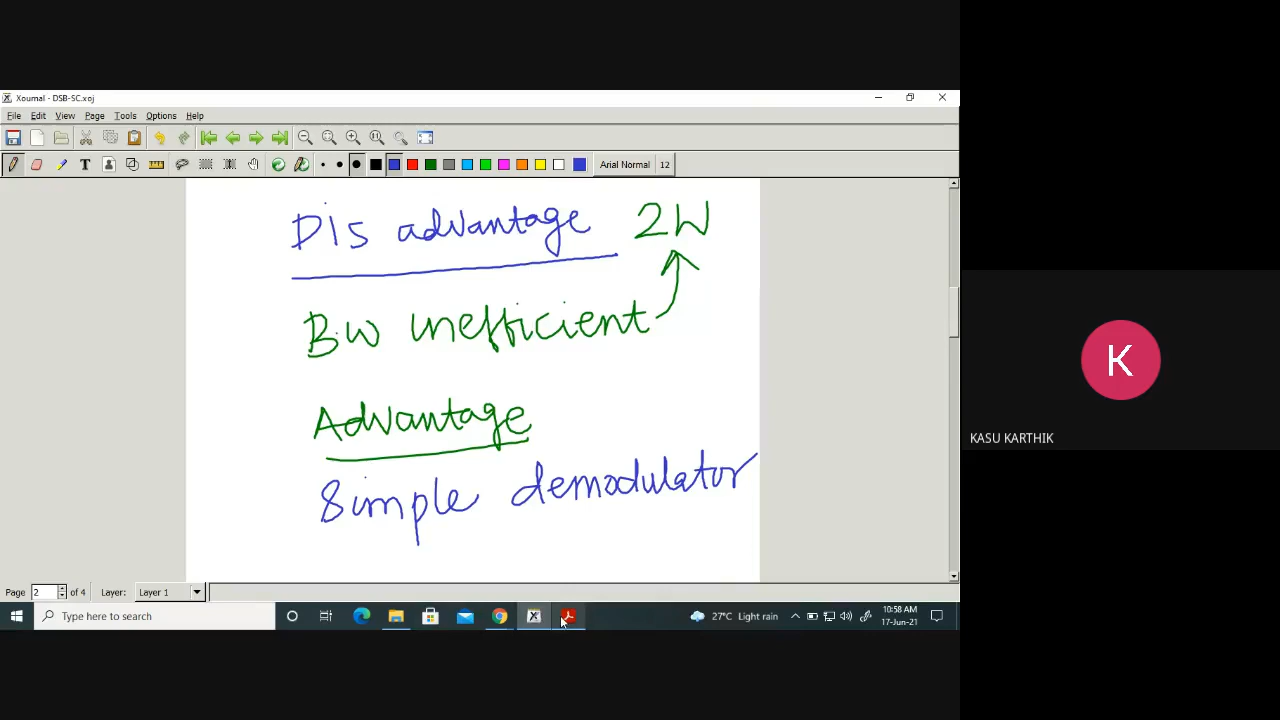 Xournal - DSB-SC.xoj
File Edit View Page Tools Options Help
Arial Normal 12
Dis advantage 2W
BW inefficient
Advantage
Simple demodulator
K
KASU KARTHIK
Page 2 of 4 Layer: Layer 1
Type here to search
27°C Light rain
10:58 AM
17-Jun-21